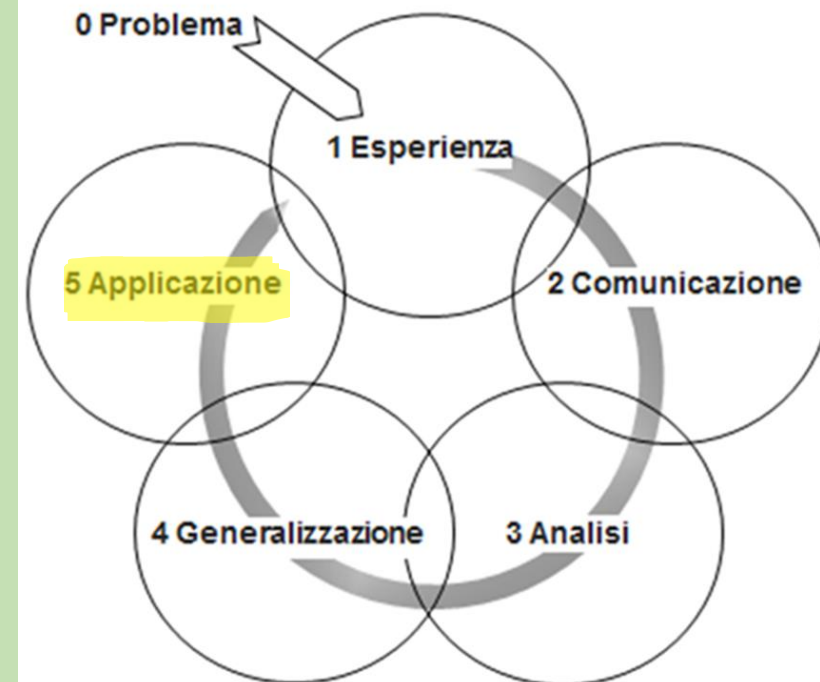 0 Problema
1 Esperienza
2 Comunicazione
3 Analisi
4 Generalizzazione
5 Applicazione